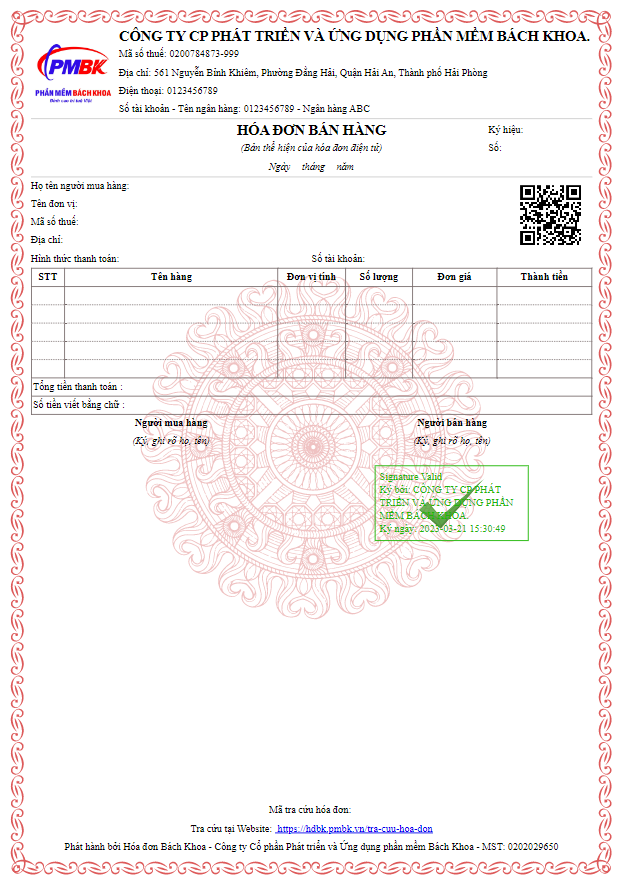 CÔNG TY CP PHÁT TRIỂN VÀ ỨNG DỤNG PHẦN MỀM BÁCH KHOA.
PMBK
PHẦN MỀM BÁCH KHOA
Đỉnh cao trí tuệ Việt
Mã số thuế: 0200784873-999
Địa chỉ: 561 Nguyễn Bỉnh Khiêm, Phường Đằng Hải, Quận Hải An, Thành phố Hải Phòng
Điện thoại: 0123456789
Số tài khoản - Tên ngân hàng: 0123456789 - Ngân hàng ABC
HÓA ĐƠN BÁN HÀNG
Ký hiệu:
(Bản thể hiện của hóa đơn điện tử)
Số:
Ngày tháng năm
Họ tên người mua hàng:
Tên đơn vị:
Mã số thuế:
Địa chỉ:
Hình thức thanh toán: Số tài khoản:
STT Tên hàng Đơn vị tính Số lượng Đơn giá Thành tiền
Tổng tiền thanh toán :
Số tiền viết bằng chữ :
Người mua hàng Người bán hàng
(Ký, ghi rõ họ, tên) (Ký, ghi rõ họ, tên)
Signature Valid
Ký bởi: CÔNG TY CP PHÁT
TRIỂN VÀ ỨNG DỤNG PHẦN
MỀM BÁCH KHOA.
Ký ngày: 2023-03-21 15:30:49
Mã tra cứu hóa đơn:
Tra cứu tại Website: https://hdbk.pmbk.vn/tra-cuu-hoa-don
Phát hành bởi Hóa đơn Bách Khoa - Công ty Cổ phần Phát triển và Ứng dụng phần mềm Bách Khoa - MST: 0202029650